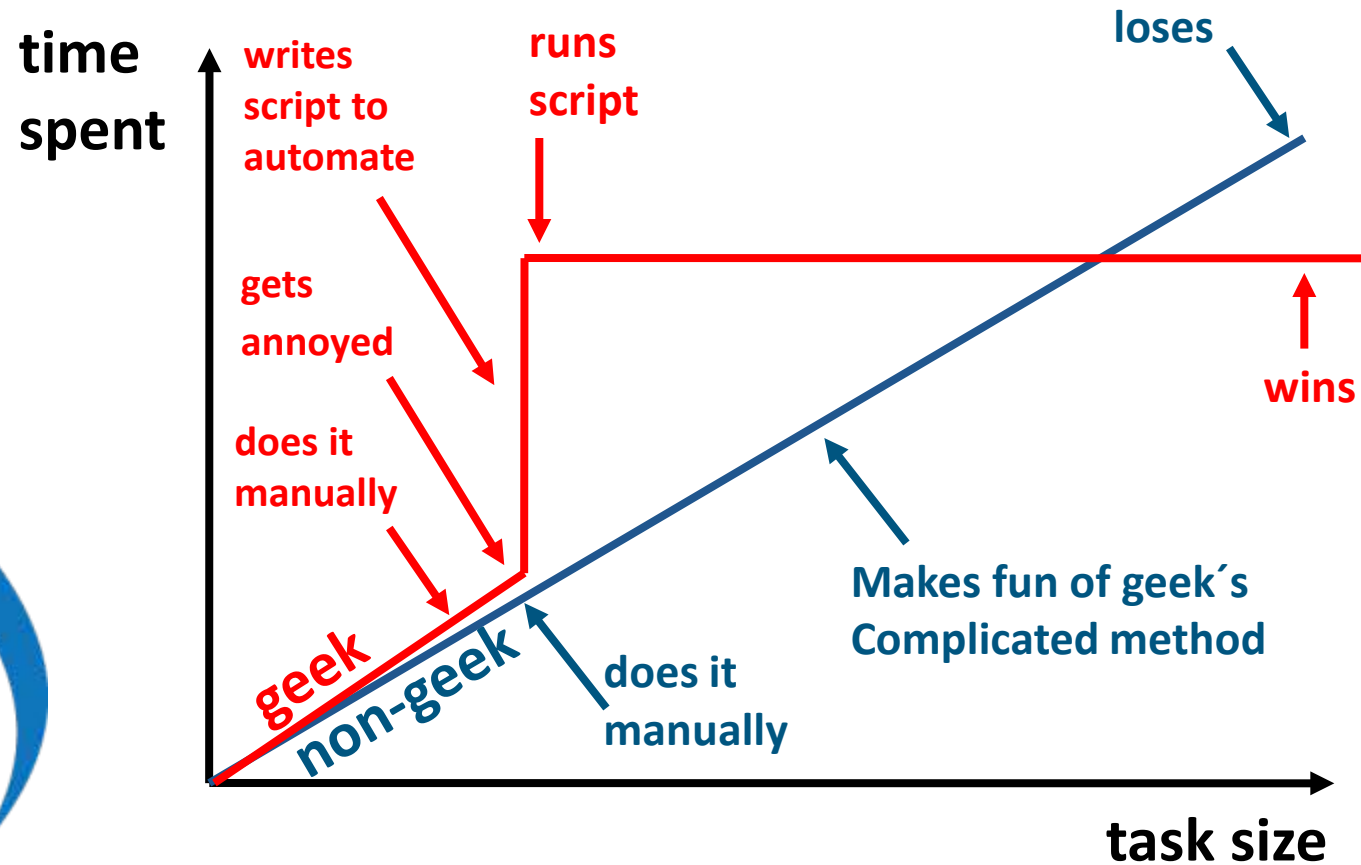 time
spent
writes
script to
automate
runs
script
loses
gets
annoyed
does it
manually
wins
geek
non-geek
does it
manually
Makes fun of geek´s
Complicated method
task size